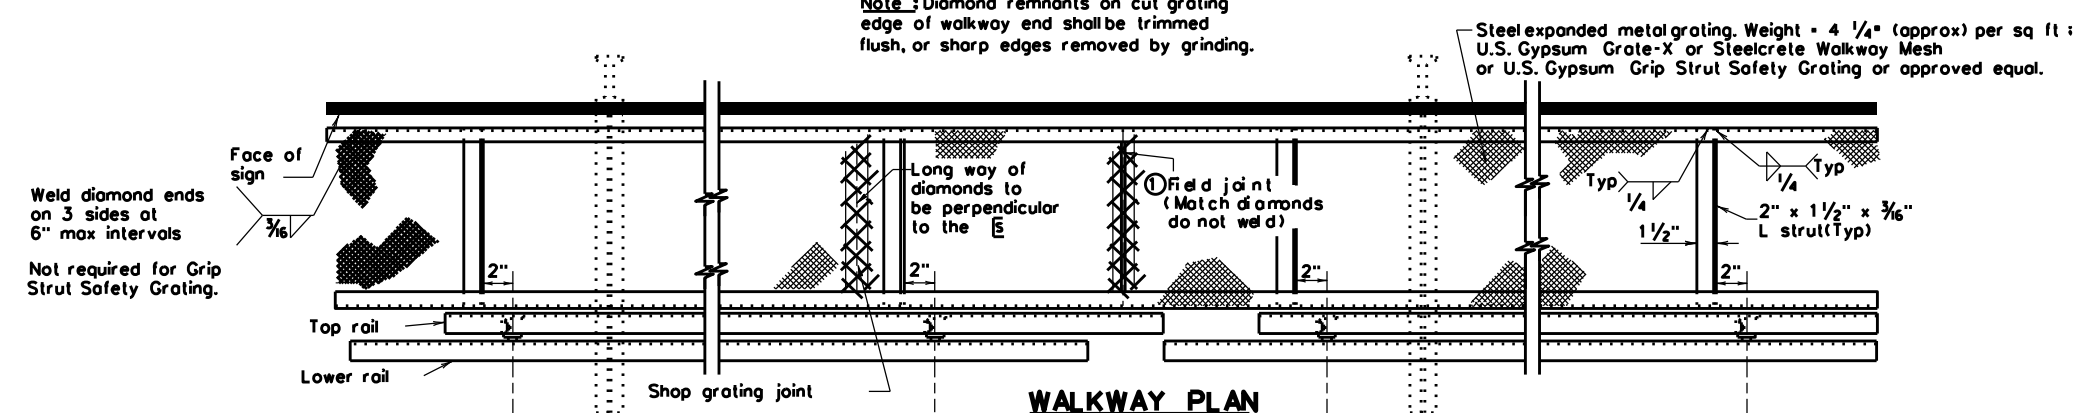 Note : Diamond remnants on cut grating
edge of walkway end shall be trimmed
flush, or sharp edges removed by grinding.
Steel expanded metal grating. Weight = 4 1/4# (approx) per sq ft ;
U.S. Gypsum Grate-X or Steelcrete Walkway Mesh
or U.S. Gypsum Grip Strut Safety Grating or approved equal.
Face of
sign
Weld diamond ends
on 3 sides at
6" max intervals
3/16
Not required for Grip
Strut Safety Grating.
Long way of
diamonds to
be perpendicular
to the
1 Field joint
(Match diamonds
do not weld)
Typ
1/4
1/4
Typ
2" x 1 1/2" x 3/16"
L strut(Typ)
1 1/2"
2"
2"
2"
2"
Top rail
Lower rail
Shop grating joint
WALKWAY PLAN